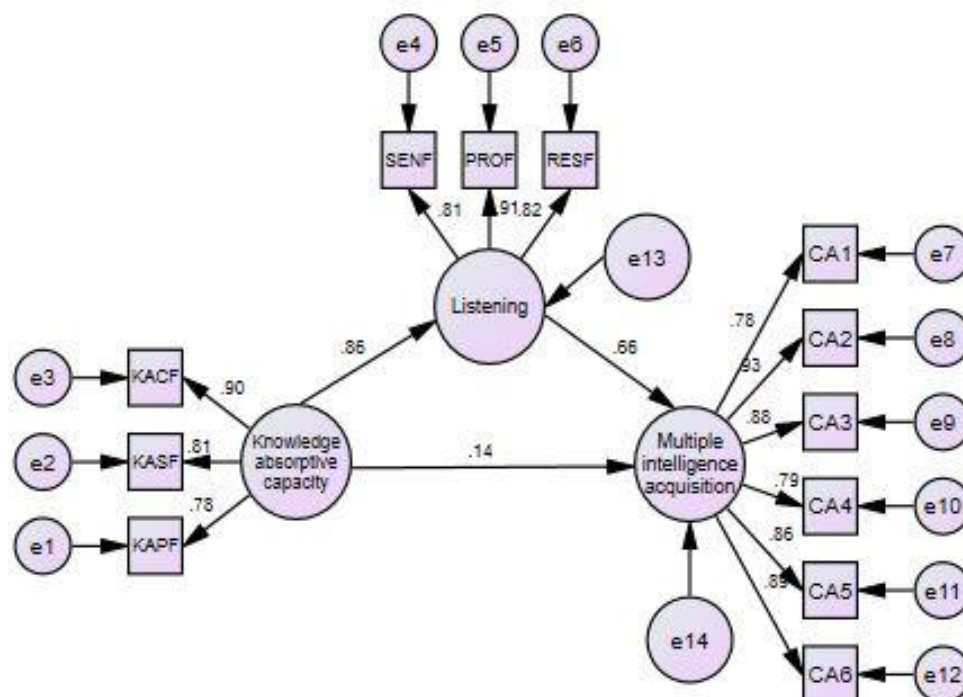 e4
e5
e6
SENF
PROF
RESF
.81
.91
.82
e13
Listening
CA1
e7
.78
CA2
e8
.93
.86
.66
e3
KACF
.90
CA3
e9
.88
Knowledge
absorptive
capacity
Multiple
intelligence
acquisition
e2
KASF
.81
.14
.79
CA4
e10
.78
e1
KAPF
.86
CA5
e11
.89
e14
CA6
e12